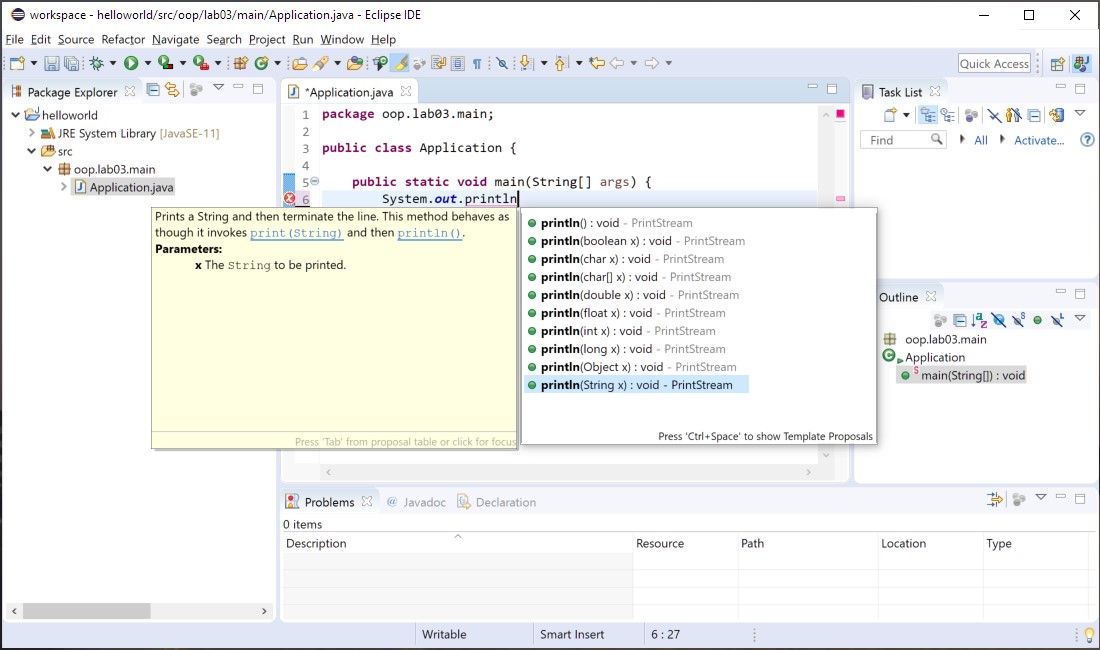 workspace - helloworld/src/oop/lab03/main/Application.java - Eclipse IDE
File Edit Source Refactor Navigate Search Project Run Window Help
Quick Access
Package Explorer
helloworld
JRE System Library [JavaSE-11]
src
oop.lab03.main
Application.java
*Application.java
1 package oop.lab03.main;
2
3 public class Application {
4
5 public static void main(String[] args) {
6 System.out.println
Prints a String and then terminate the line. This method behaves as
though it invokes print(String) and then println().
Parameters:
x The String to be printed.
Press 'Tab' from proposal table or click for focus
println() : void - PrintStream
println(boolean x) : void - PrintStream
println(char x) : void - PrintStream
println(char[] x) : void - PrintStream
println(double x) : void - PrintStream
println(float x) : void - PrintStream
println(int x) : void - PrintStream
println(long x) : void - PrintStream
println(Object x) : void - PrintStream
println(String x) : void - PrintStream
Press 'Ctrl+Space' to show Template Proposals
Task List
Find All Activate...
Outline
oop.lab03.main
Application
main(String[]) : void
Problems @ Javadoc Declaration
0 items
Description Resource Path Location Type
Writable Smart Insert 6 : 27